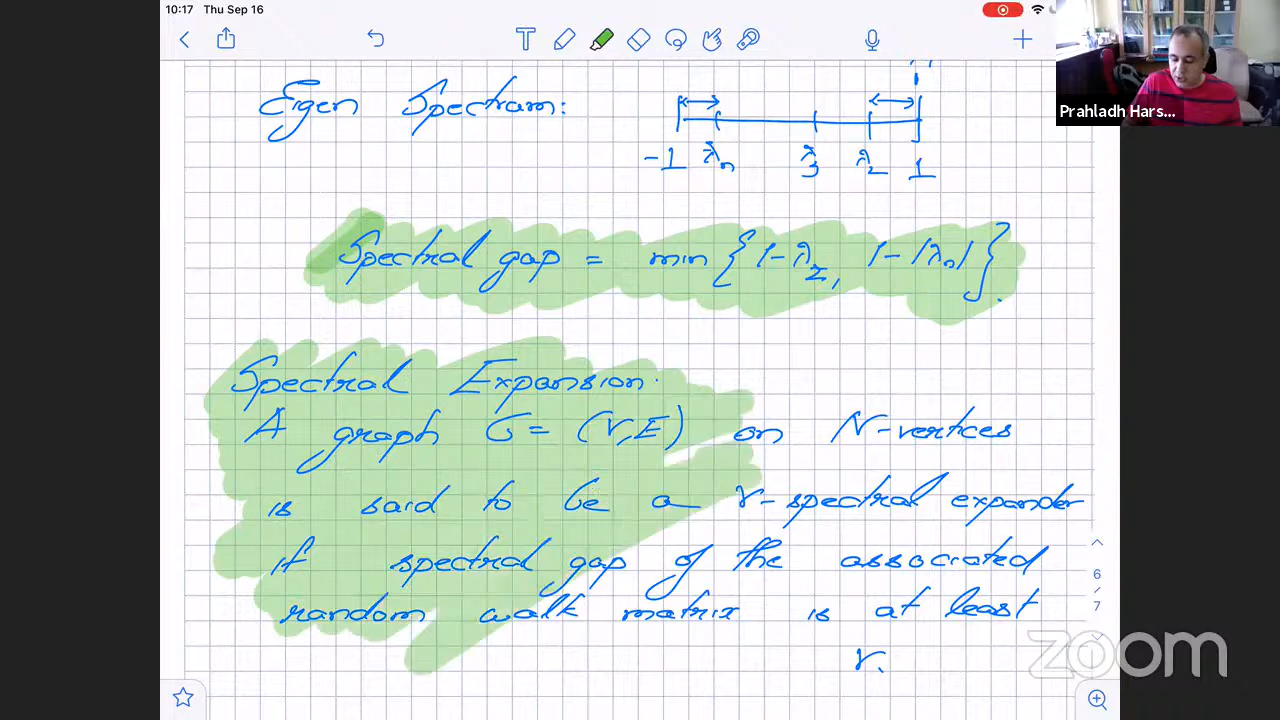 10:17 Thu Sep 16
Prahladh Hars...
Eigen Spectrum:
-1 λn λ3 λ2 1
Spectral gap = min {1-λ2, 1-|λn|}.
Spectral Expansion.
A graph G = (V,E) on N-vertices
is said to be a γ-spectral expander
if spectral gap of the associated
random walk matrix is at least
γ.
6
7
zoom